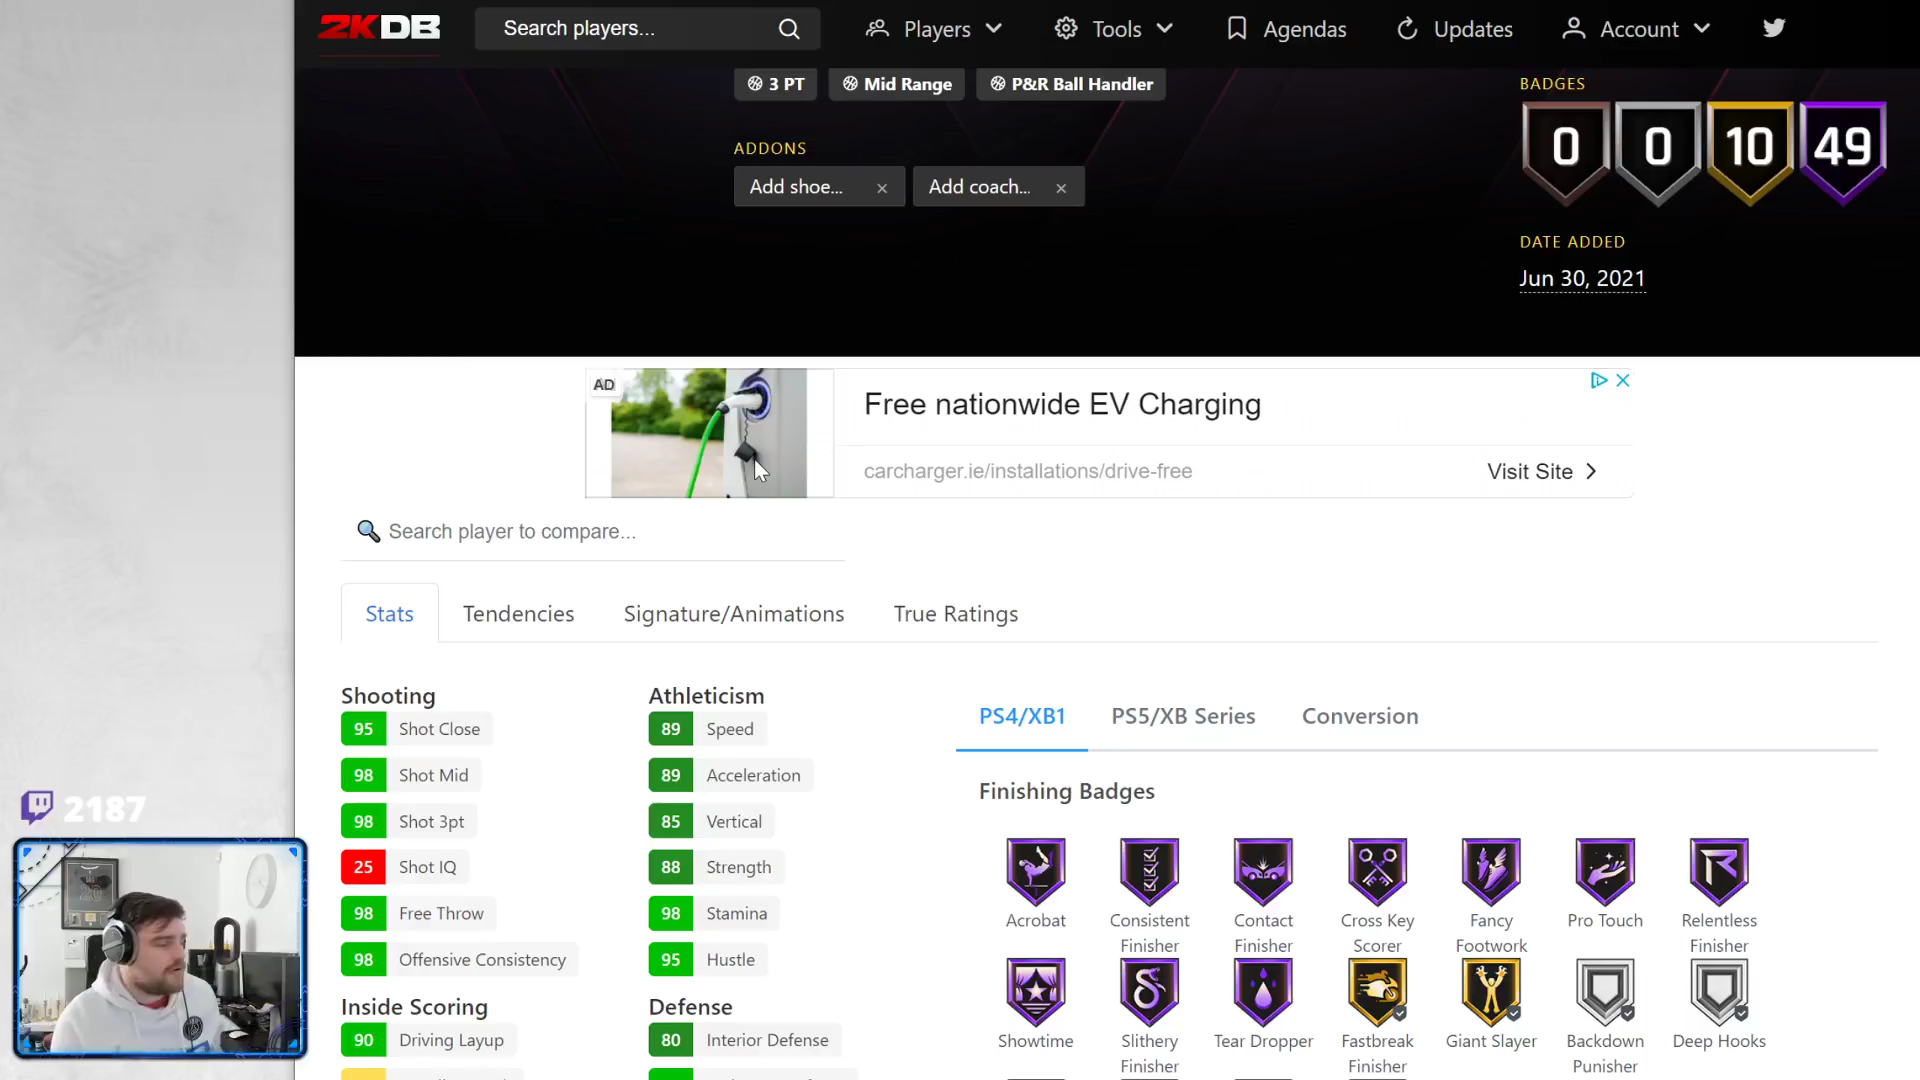 2KDB
Search players...
Players
Tools
Agendas
Updates
Account
3 PT
Mid Range
P&R Ball Handler
ADDONS
Add shoe... ×
Add coach... ×
BADGES
0 0 10 49
DATE ADDED
Jun 30, 2021
AD
Free nationwide EV Charging
carcharger.ie/installations/drive-free
Visit Site
Search player to compare...
Stats
Tendencies
Signature/Animations
True Ratings
Shooting
95 Shot Close
98 Shot Mid
98 Shot 3pt
25 Shot IQ
98 Free Throw
98 Offensive Consistency
Inside Scoring
90 Driving Layup
Athleticism
89 Speed
89 Acceleration
85 Vertical
88 Strength
98 Stamina
95 Hustle
Defense
80 Interior Defense
PS4/XB1
PS5/XB Series
Conversion
Finishing Badges
Acrobat
Consistent
Finisher
Contact
Finisher
Cross Key
Scorer
Fancy
Footwork
Pro Touch
Relentless
Finisher
Showtime
Slithery
Finisher
Tear Dropper
Fastbreak
Finisher
Giant Slayer
Backdown
Punisher
Deep Hooks
2187